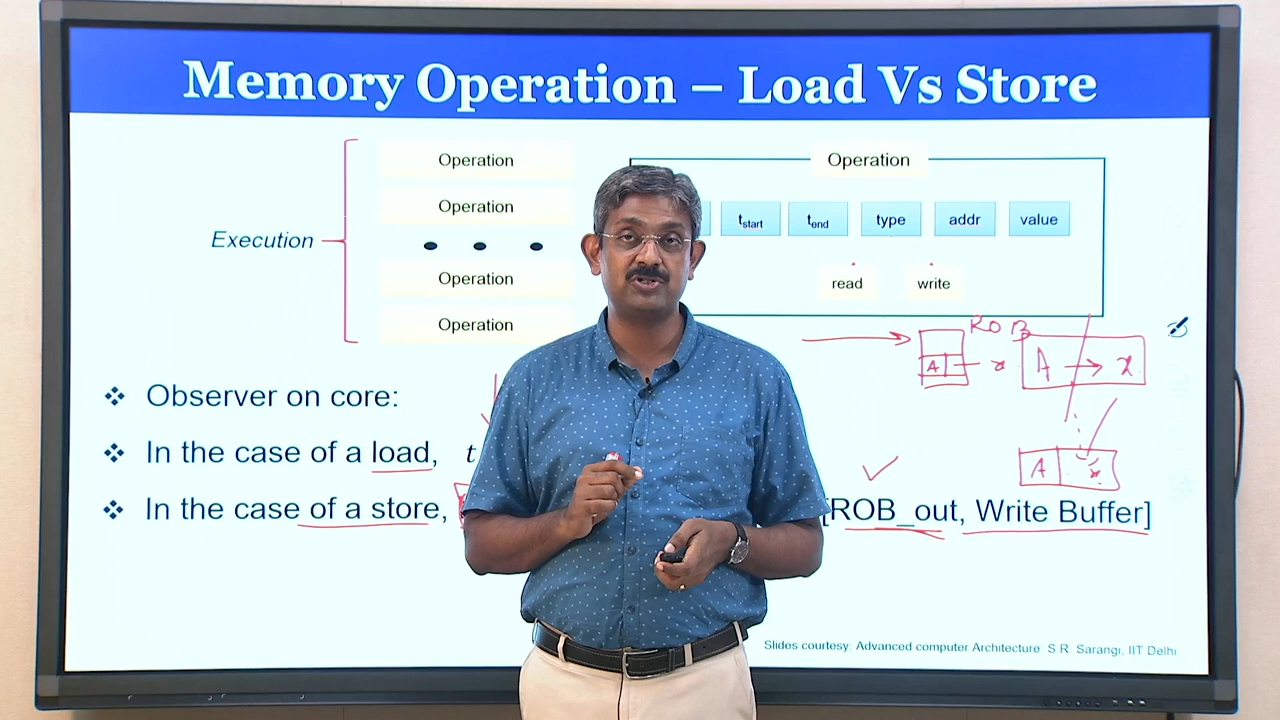 Memory Operation – Load Vs Store
Operation
Operation
Operation
Operation
Execution
Operation
tstart
tend
type
addr
value
read
write
ROB
A
x
A → x
A
x
Observer on core:
In the case of a load, t
In the case of a store,
[ROB_out, Write Buffer]
Slides courtesy: Advanced computer Architecture S.R. Sarangi, IIT Delhi